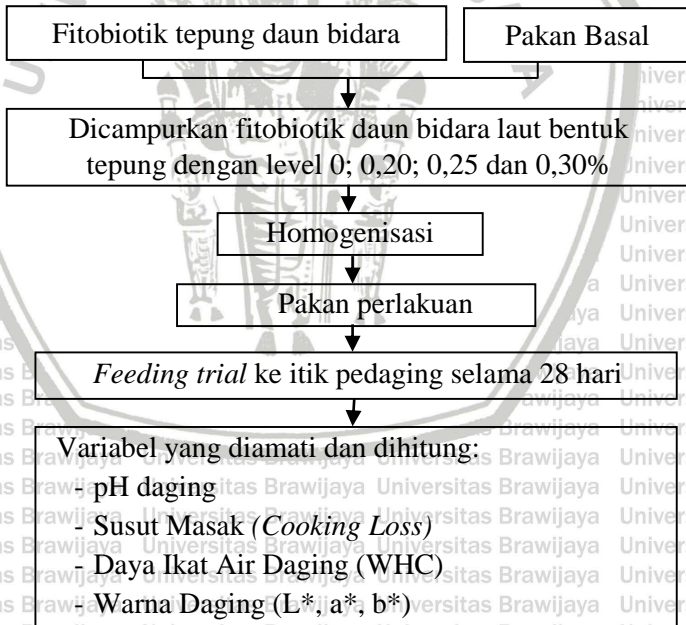 Fitobiotik tepung daun bidara
Pakan Basal
Dicampurkan fitobiotik daun bidara laut bentuk
tepung dengan level 0; 0,20; 0,25 dan 0,30%
Homogenisasi
Pakan perlakuan
Feeding trial ke itik pedaging selama 28 hari
Variabel yang diamati dan dihitung:
- pH daging
- Susut Masak (Cooking Loss)
- Daya Ikat Air Daging (WHC)
- Warna Daging (L*, a*, b*)